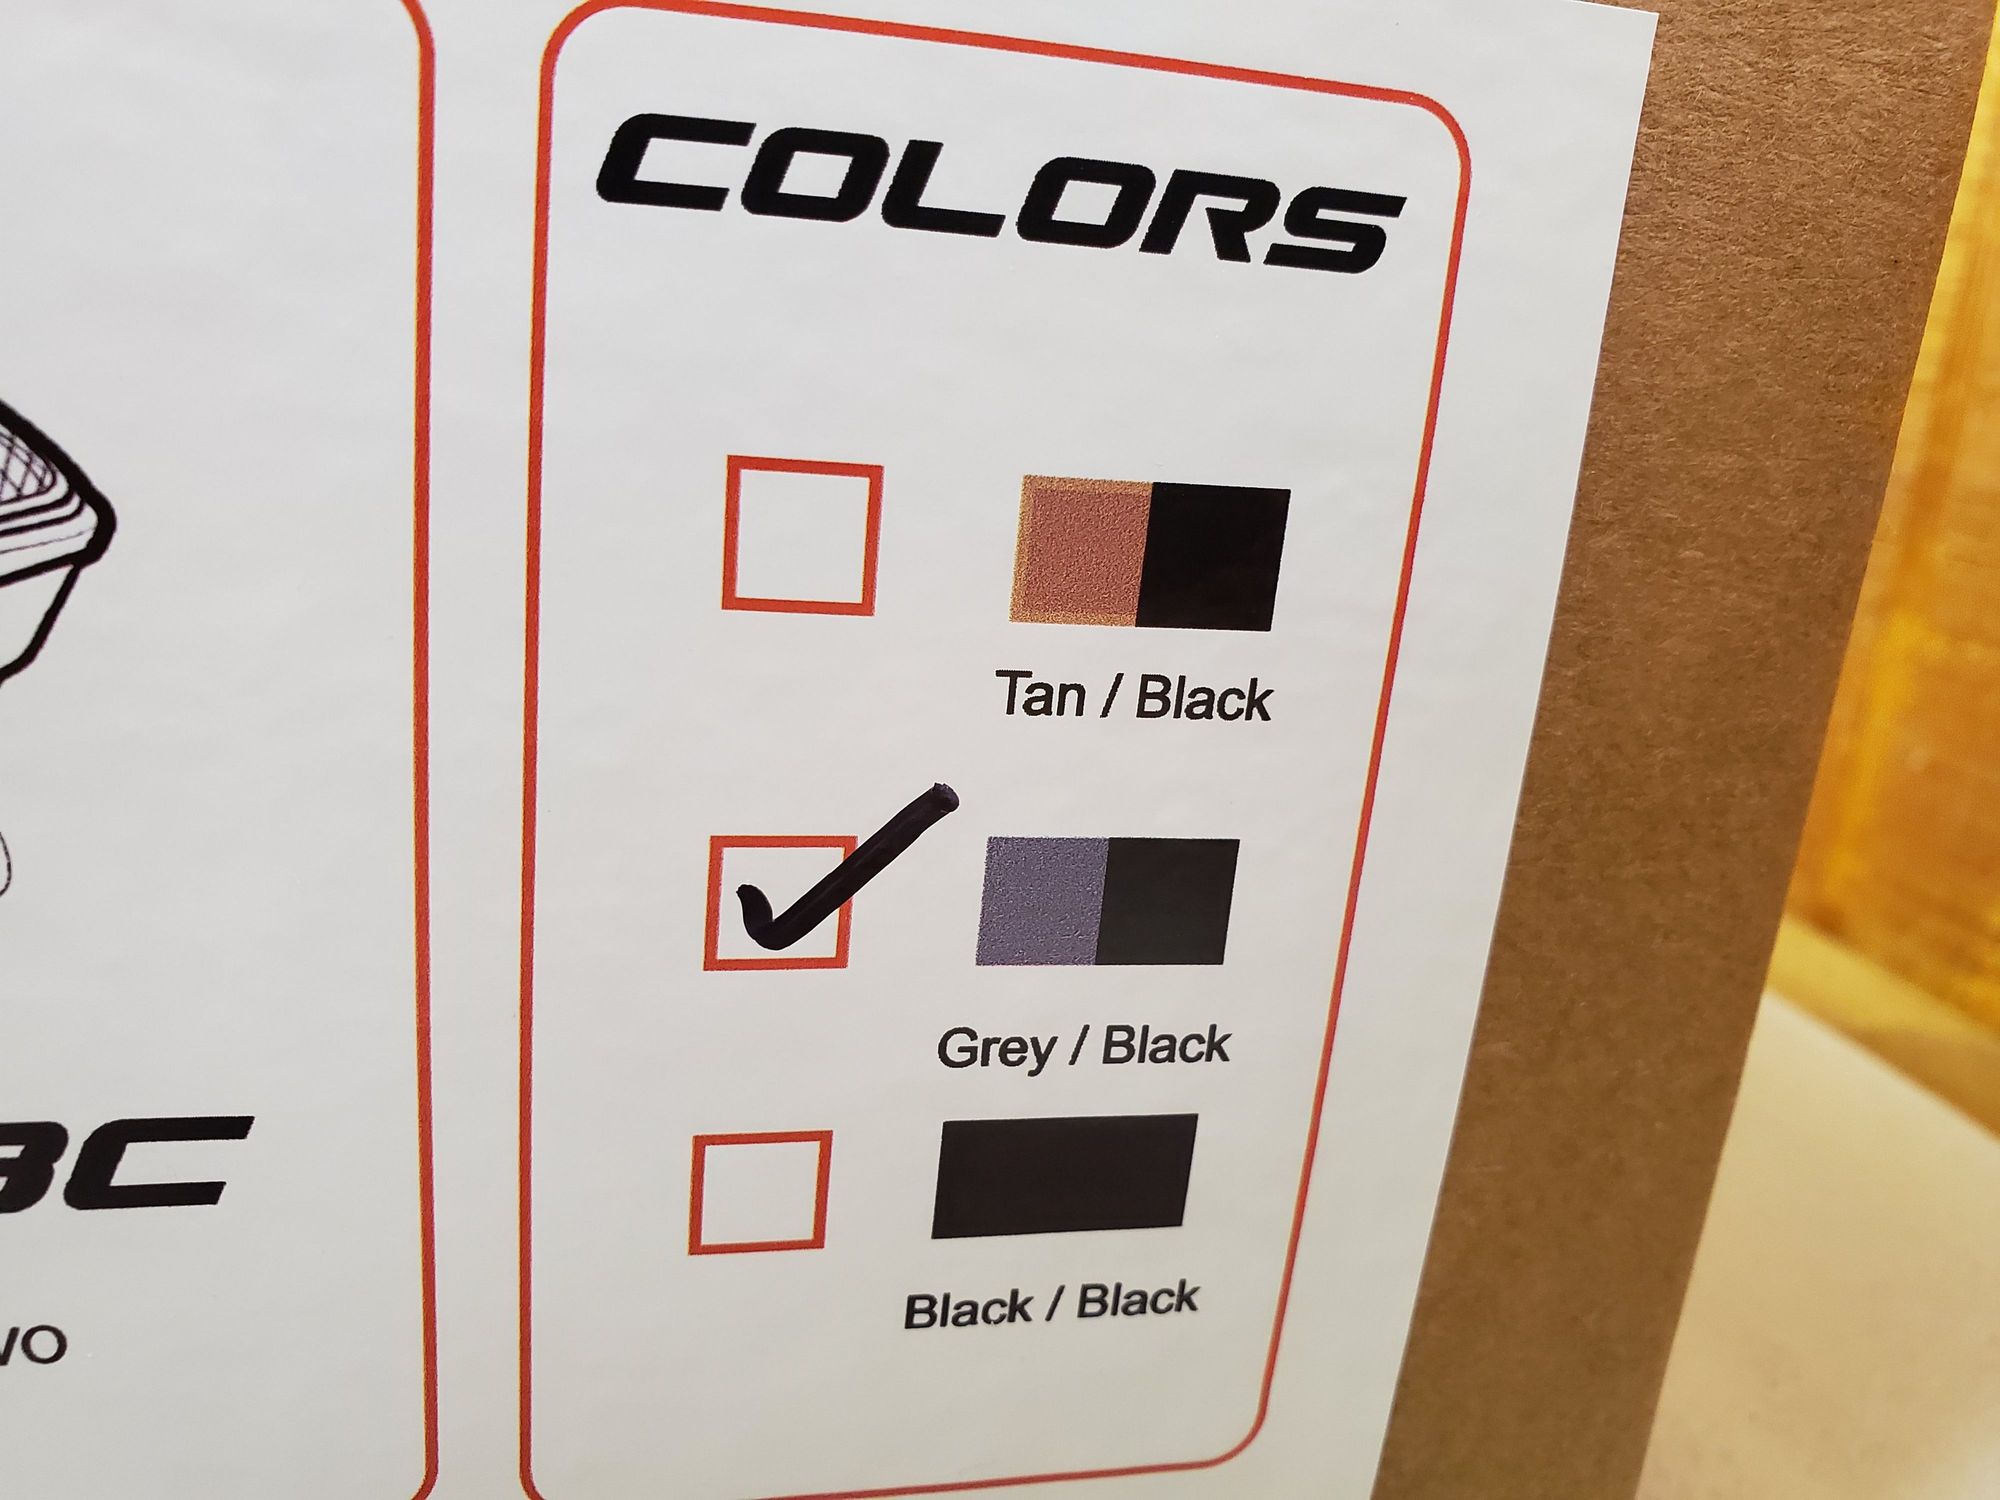 COLORS
Tan / Black
Grey / Black
Black / Black